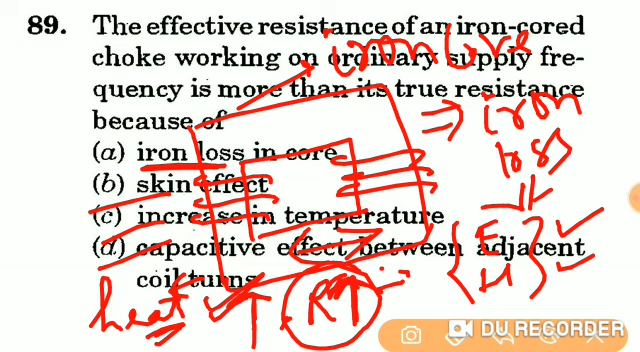 89. The effective resistance of an iron-cored
choke working on ordinary supply fre-
quency is more than its true resistance
because of
(a) iron loss in core
(b) skin effect
(c) increase in temperature
(d) capacitive effect between adjacent
coil turns
iron core
⇒ iron
loss
E
H
heat T R↑
DU RECORDER